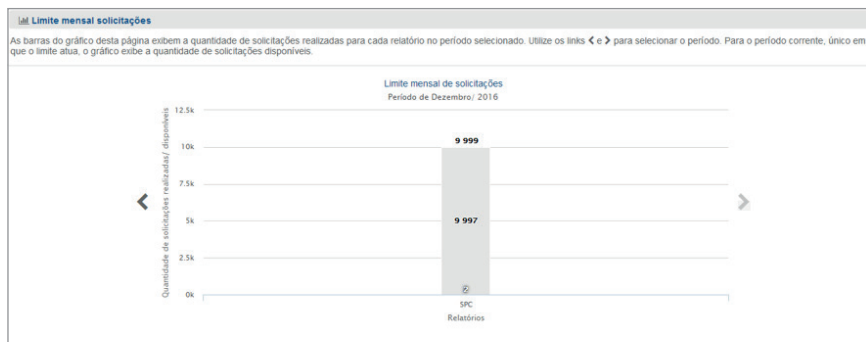 Limite mensal solicitações
As barras do gráfico desta página exibem a quantidade de solicitações realizadas para cada relatório no período selecionado. Utilize os links < e > para selecionar o período. Para o período corrente, único em
que o limite atua, o gráfico exibe a quantidade de solicitações disponíveis.
Limite mensal de solicitações
Período de Dezembro/ 2016
Quantidade de solicitações realizadas/ disponíveis
12.5k
10k
7.5k
5k
2.5k
0k
9 999
9 997
2
SPC
Relatórios